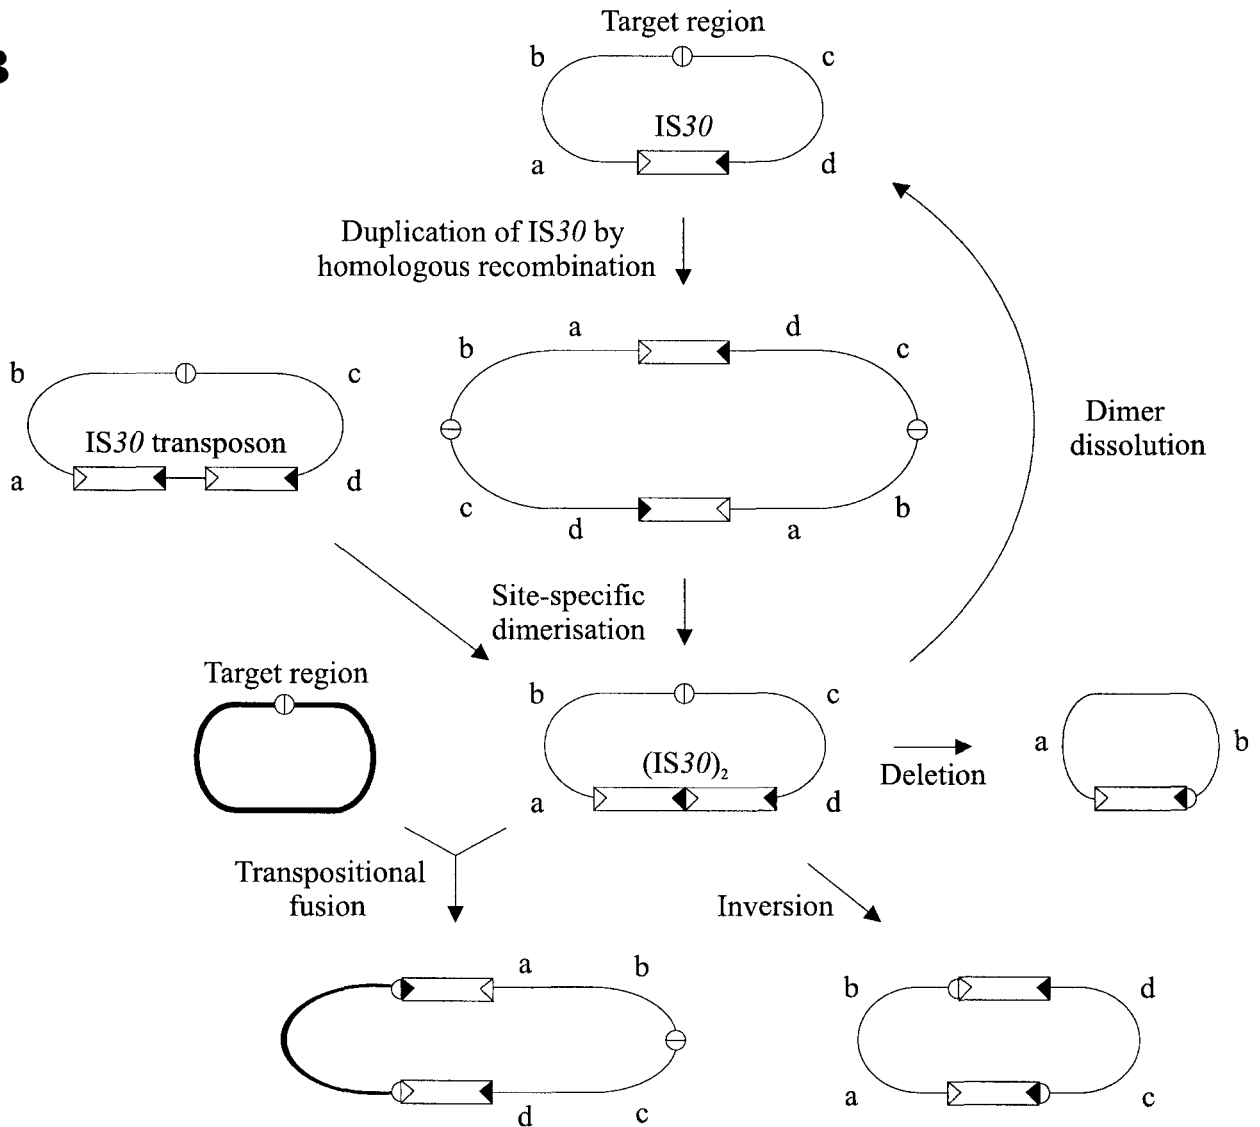 B
Target region
b
c
IS30
a
d
Duplication of IS30 by
homologous recombination
b
c
IS30 transposon
a
d
a
d
b
c
c
b
d
a
Dimer
dissolution
Site-specific
dimerisation
Target region
b
c
(IS30)₂
a
d
Deletion
a
b
Transpositional
fusion
Inversion
a
b
d
c
b
d
a
c